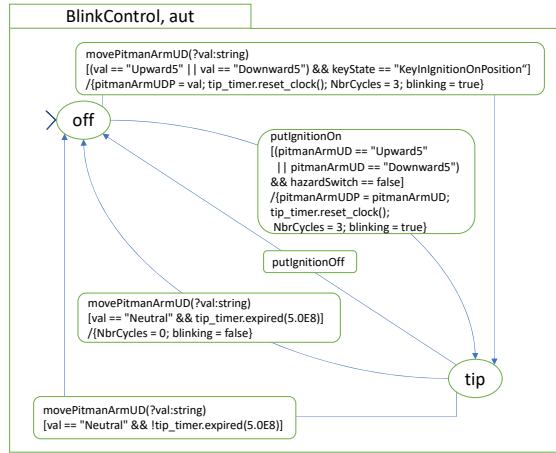 BlinkControl, aut
movePitmanArmUD(?val:string)
[(val == "Upward5" || val == "Downward5") && keyState == "KeyInIgnitionOnPosition“]
/{pitmanArmUDP = val; tip_timer.reset_clock(); NbrCycles = 3; blinking = true}
off
putIgnitionOn
[(pitmanArmUD == "Upward5"
|| pitmanArmUD == "Downward5")
&& hazardSwitch == false]
/{pitmanArmUDP = pitmanArmUD;
tip_timer.reset_clock();
NbrCycles = 3; blinking = true}
putIgnitionOff
movePitmanArmUD(?val:string)
[val == "Neutral" && tip_timer.expired(5.0E8)]
/{NbrCycles = 0; blinking = false}
tip
movePitmanArmUD(?val:string)
[val == "Neutral" && !tip_timer.expired(5.0E8)]